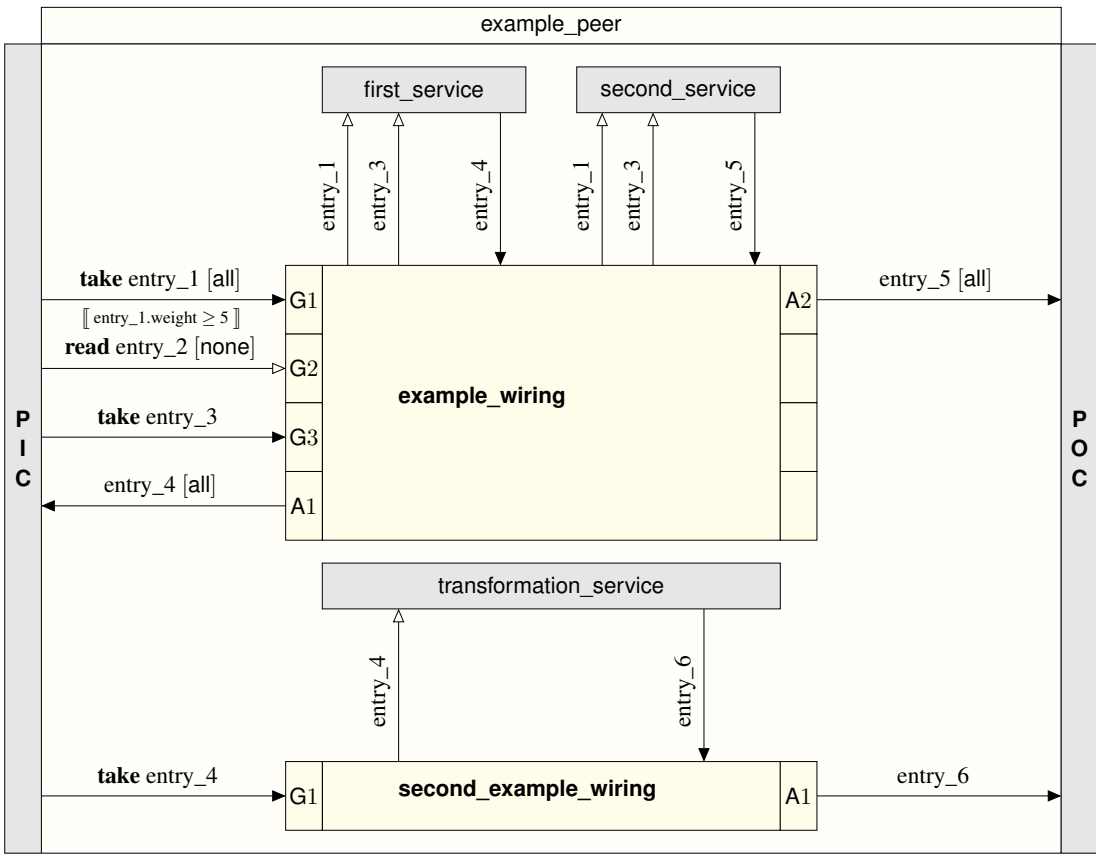 example_peer
first_service
second_service
entry_1
entry_3
entry_4
entry_1
entry_3
entry_5
take entry_1 [all]
G1
A2
entry_5 [all]
⟦ entry_1.weight ≥ 5 ⟧
read entry_2 [none]
G2
example_wiring
take entry_3
G3
P
I
C
P
O
C
entry_4 [all]
A1
transformation_service
entry_4
entry_6
take entry_4
G1
second_example_wiring
A1
entry_6